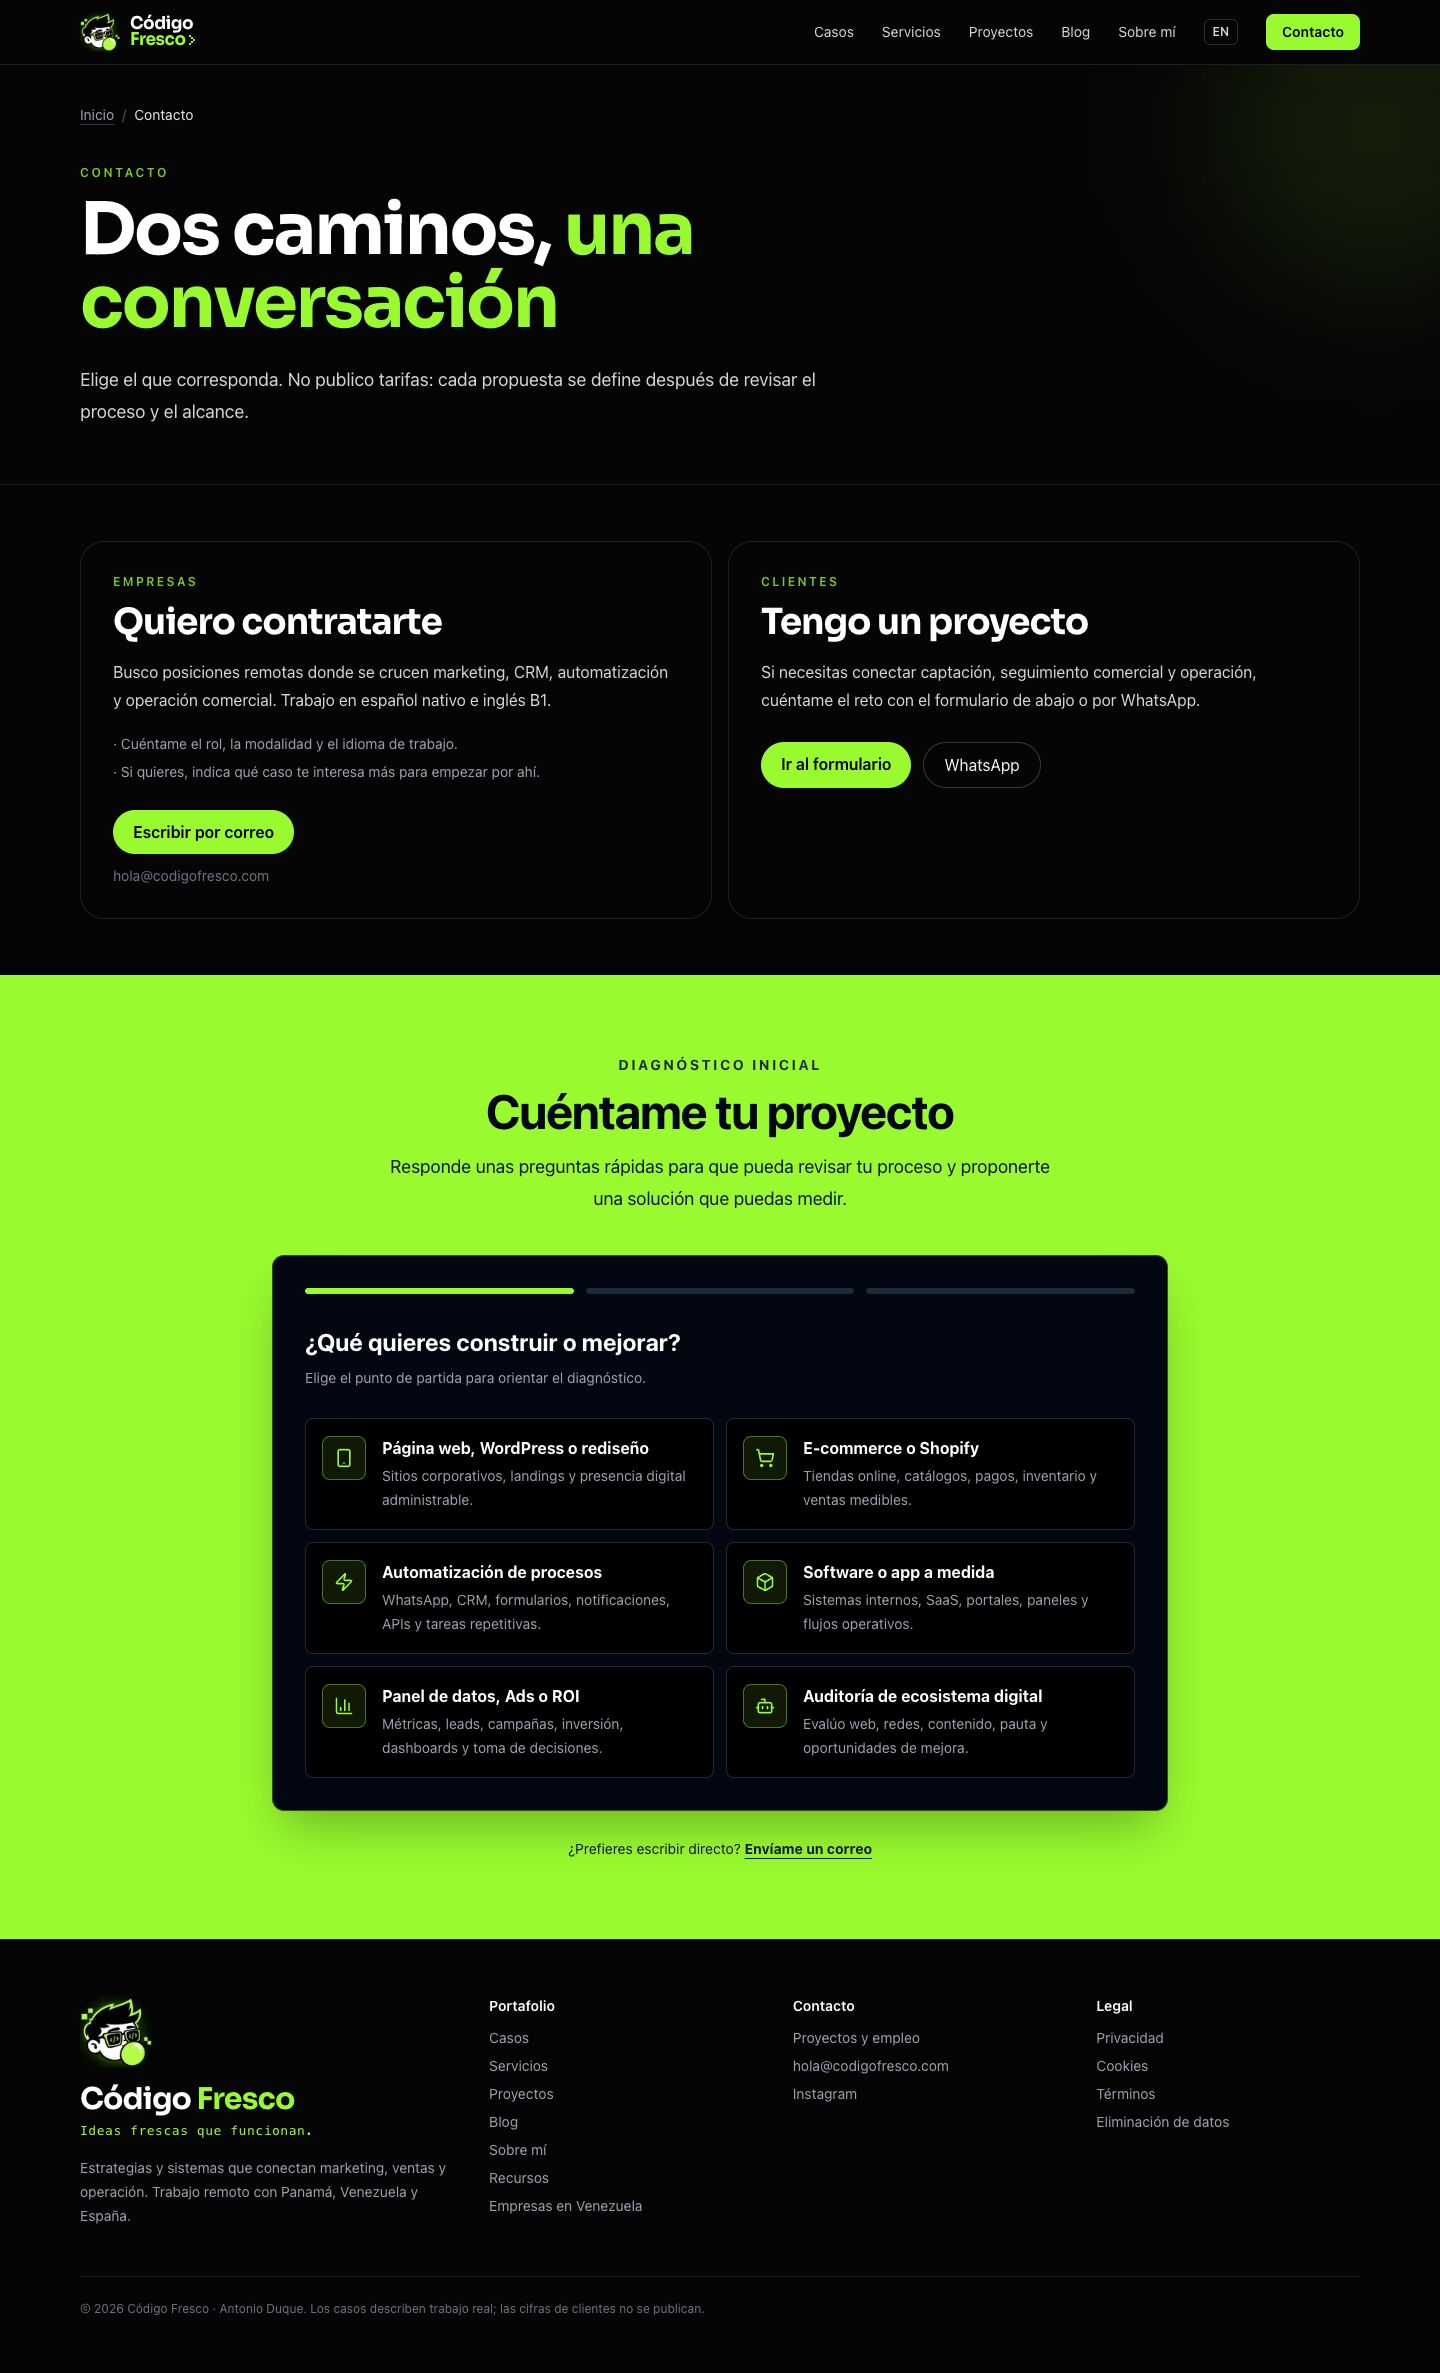 Código
Fresco
Casos
Servicios
Proyectos
Blog
Sobre mí
EN
Contacto
Inicio / Contacto
CONTACTO
Dos caminos, una
conversación
Elige el que corresponda. No publico tarifas: cada propuesta se define después de revisar el
proceso y el alcance.
EMPRESAS
Quiero contratarte
Busco posiciones remotas donde se crucen marketing, CRM, automatización
y operación comercial. Trabajo en español nativo e inglés B1.
· Cuéntame el rol, la modalidad y el idioma de trabajo.
· Si quieres, indica qué caso te interesa más para empezar por ahí.
Escribir por correo
hola@codigofresco.com
CLIENTES
Tengo un proyecto
Si necesitas conectar captación, seguimiento comercial y operación,
cuéntame el reto con el formulario de abajo o por WhatsApp.
Ir al formulario
WhatsApp
DIAGNÓSTICO INICIAL
Cuéntame tu proyecto
Responde unas preguntas rápidas para que pueda revisar tu proceso y proponerte
una solución que puedas medir.
¿Qué quieres construir o mejorar?
Elige el punto de partida para orientar el diagnóstico.
Página web, WordPress o rediseño
Sitios corporativos, landings y presencia digital
administrable.
E-commerce o Shopify
Tiendas online, catálogos, pagos, inventario y
ventas medibles.
Automatización de procesos
WhatsApp, CRM, formularios, notificaciones,
APIs y tareas repetitivas.
Software o app a medida
Sistemas internos, SaaS, portales, paneles y
flujos operativos.
Panel de datos, Ads o ROI
Métricas, leads, campañas, inversión,
dashboards y toma de decisiones.
Auditoría de ecosistema digital
Evalúo web, redes, contenido, pauta y
oportunidades de mejora.
¿Prefieres escribir directo? Envíame un correo
Código Fresco
Ideas frescas que funcionan.
Estrategias y sistemas que conectan marketing, ventas y
operación. Trabajo remoto con Panamá, Venezuela y
España.
Portafolio
Casos
Servicios
Proyectos
Blog
Sobre mí
Recursos
Empresas en Venezuela
Contacto
Proyectos y empleo
hola@codigofresco.com
Instagram
Legal
Privacidad
Cookies
Términos
Eliminación de datos
© 2026 Código Fresco · Antonio Duque. Los casos describen trabajo real; las cifras de clientes no se publican.